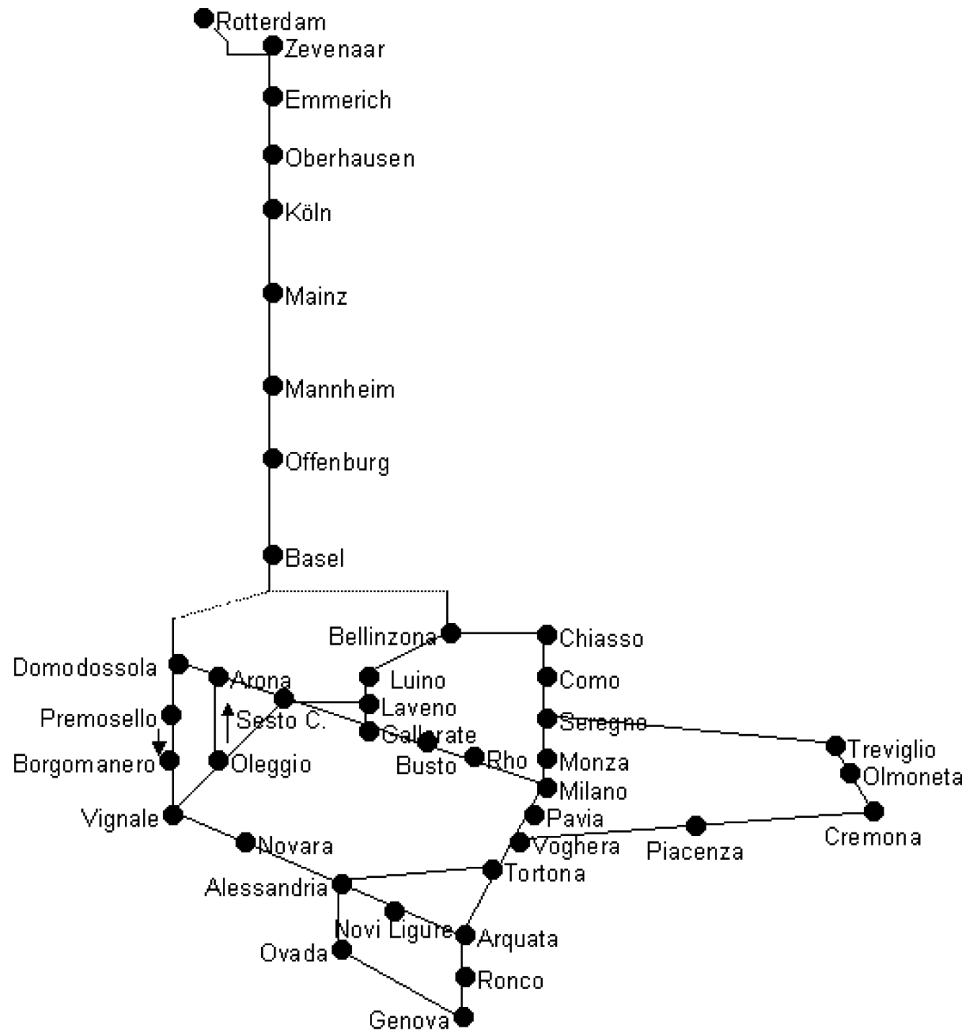 Rotterdam
Zevenaar
Emmerich
Oberhausen
Köln
Mainz
Mannheim
Offenburg
Basel
Bellinzona
Chiasso
Domodossola
Arona
Luino
Como
Premosello
Sesto C.
Laveno
Seregno
Gallarate
Treviglio
Borgomanero
Oleggio
Busto
Rho
Monza
Olmoneta
Milano
Vignale
Pavia
Cremona
Novara
Voghera
Piacenza
Alessandria
Tortona
Novi Ligure
Arquata
Ovada
Ronco
Genova